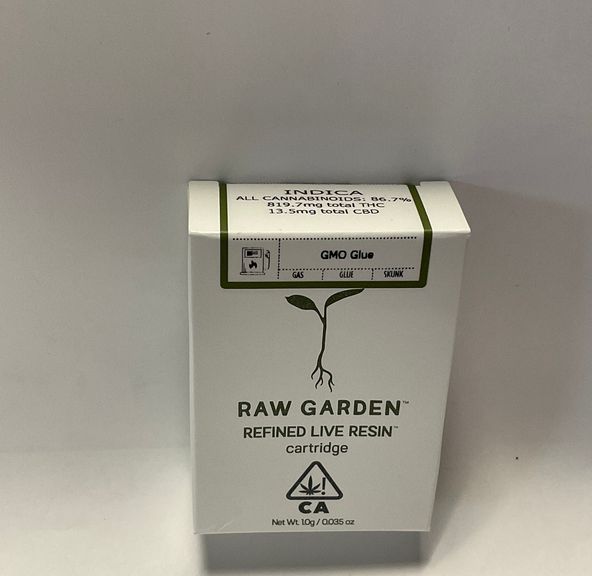 INDICA
ALL CANNABINOIDS: 86.7%
819.7mg total THC
13.5mg total CBD
GMO Glue
GAS GLUE SKUNK
RAW GARDEN™
REFINED LIVE RESIN™
cartridge
CA
Net Wt. 1.0g / 0.035 oz